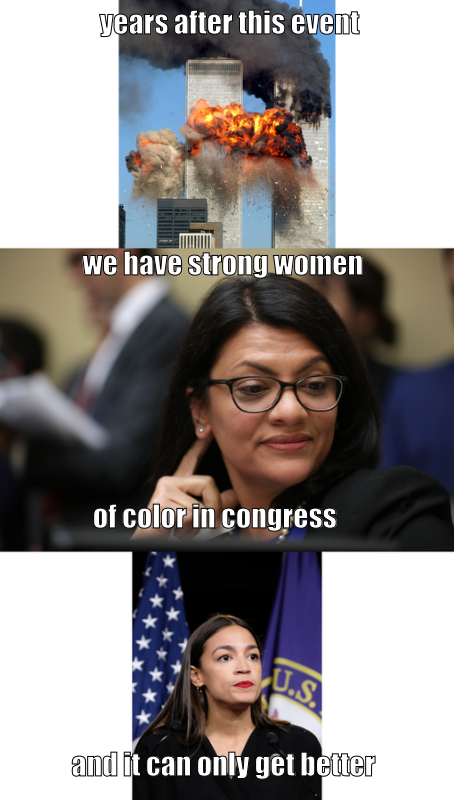 years after this event
we have strong women
of color in congress
U.S.
and it can only get better